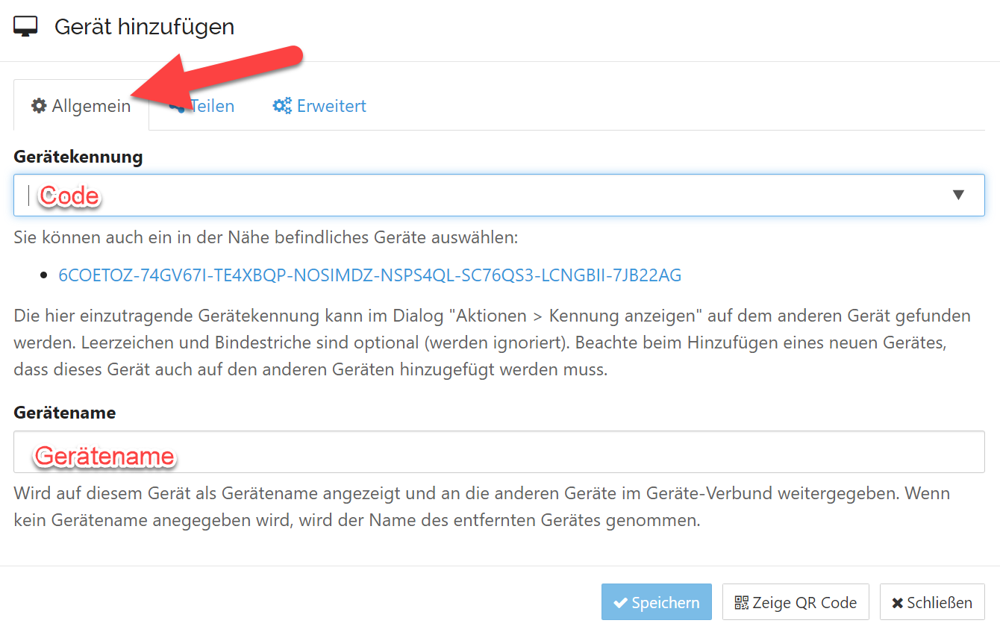 Gerät hinzufügen
Allgemein Teilen Erweitert
Gerätekennung
Code
Sie können auch ein in der Nähe befindliches Geräte auswählen:
6COETOZ-74GV67I-TE4XBQP-NOSIMDZ-NSPS4QL-SC76QS3-LCNGBII-7JB22AG
Die hier einzutragende Gerätekennung kann im Dialog "Aktionen > Kennung anzeigen" auf dem anderen Gerät gefunden
werden. Leerzeichen und Bindestriche sind optional (werden ignoriert). Beachte beim Hinzufügen eines neuen Gerätes,
dass dieses Gerät auch auf den anderen Geräten hinzugefügt werden muss.
Gerätename
Gerätename
Wird auf diesem Gerät als Gerätename angezeigt und an die anderen Geräte im Geräte-Verbund weitergegeben. Wenn
kein Gerätename anegegeben wird, wird der Name des entfernten Gerätes genommen.
Speichern Zeige QR Code Schließen